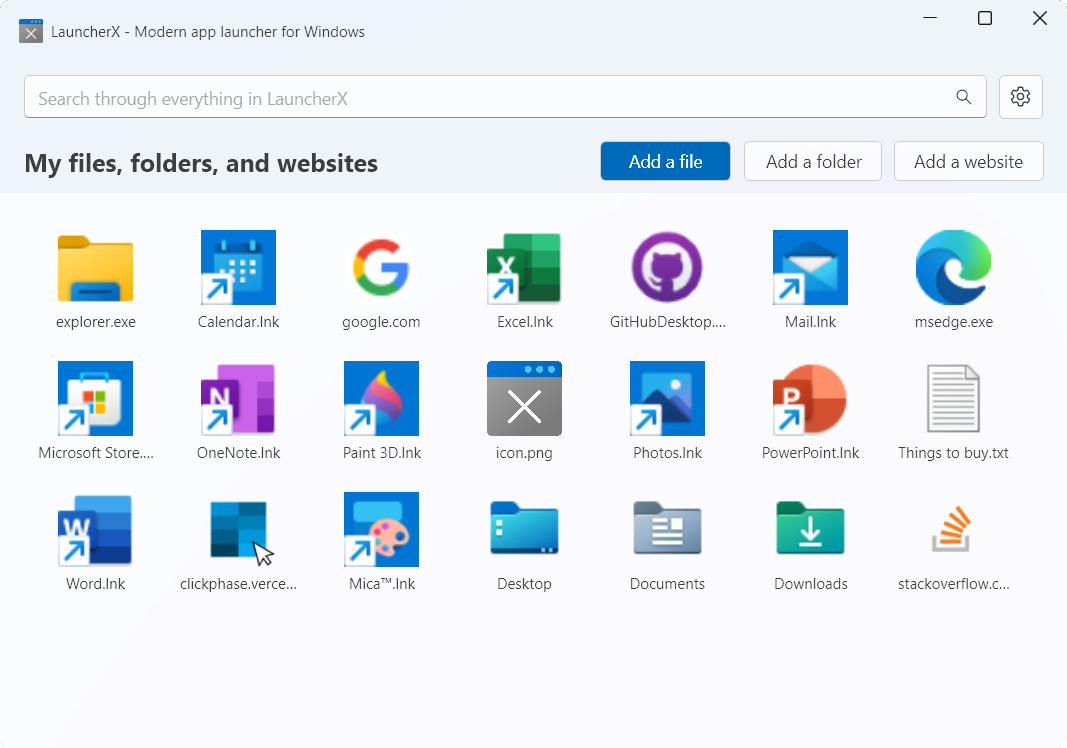 LauncherX - Modern app launcher for Windows
Search through everything in LauncherX
My files, folders, and websites
Add a file
Add a folder
Add a website
explorer.exe
Calendar.lnk
google.com
Excel.lnk
GitHubDesktop....
Mail.lnk
msedge.exe
Microsoft Store....
OneNote.lnk
Paint 3D.lnk
icon.png
Photos.lnk
PowerPoint.lnk
Things to buy.txt
Word.lnk
clickphase.verce...
Mica™.lnk
Desktop
Documents
Downloads
stackoverflow.c...